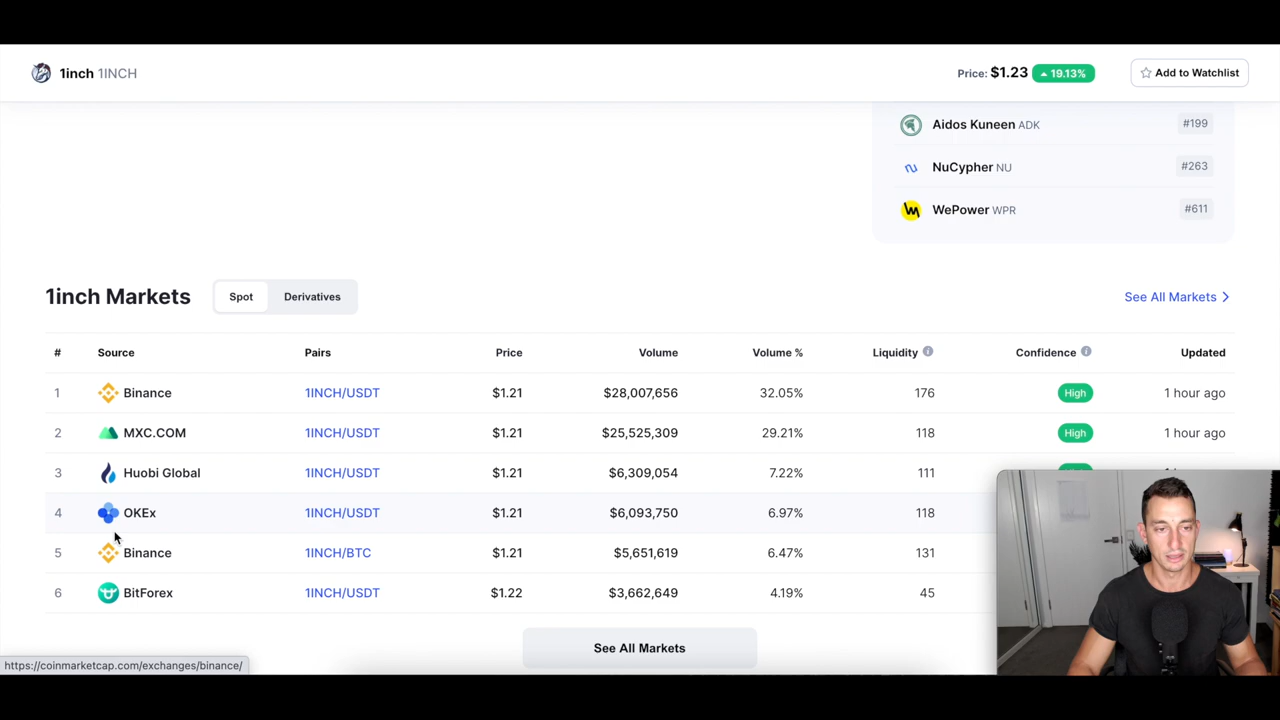 1inch 1INCH
Price: $1.23 19.13%
Add to Watchlist
Aidos Kuneen ADK #199
NuCypher NU #263
WePower WPR #611
1inch Markets Spot Derivatives See All Markets
# Source Pairs Price Volume Volume % Liquidity Confidence Updated
1 Binance 1INCH/USDT $1.21 $28,007,656 32.05% 176 High 1 hour ago
2 MXC.COM 1INCH/USDT $1.21 $25,525,309 29.21% 118 High 1 hour ago
3 Huobi Global 1INCH/USDT $1.21 $6,309,054 7.22% 111
4 OKEx 1INCH/USDT $1.21 $6,093,750 6.97% 118
5 Binance 1INCH/BTC $1.21 $5,651,619 6.47% 131
6 BitForex 1INCH/USDT $1.22 $3,662,649 4.19% 45
See All Markets
https://coinmarketcap.com/exchanges/binance/